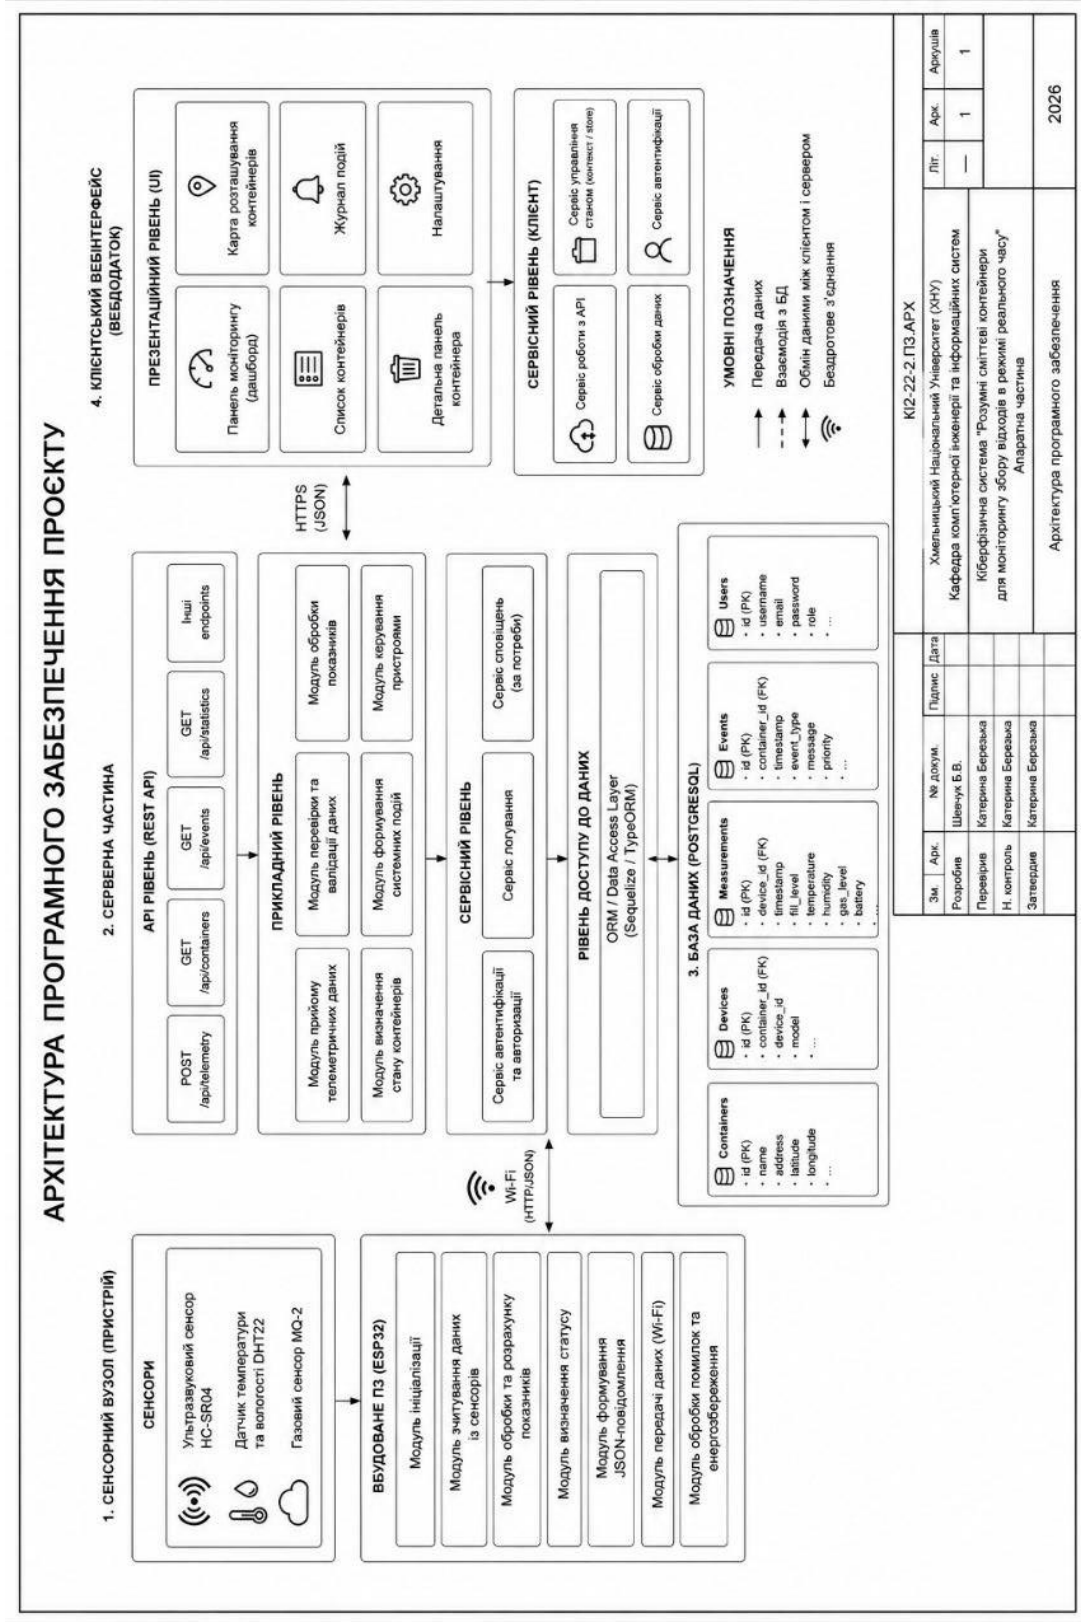 АРХІТЕКТУРА ПРОГРАМНОГО ЗАБЕЗПЕЧЕННЯ ПРОЄКТУ
1. СЕНСОРНИЙ ВУЗОЛ (ПРИСТРІЙ)
СЕНСОРИ
Ультразвуковий сенсор
HC-SR04
Датчик температури
та вологості DHT22
Газовий сенсор MQ-2
ВБУДОВАНЕ ПЗ (ESP32)
Модуль ініціалізації
Модуль зчитування даних
із сенсорів
Модуль обробки та розрахунку
показників
Модуль визначення статусу
Модуль формування
JSON-повідомлення
Модуль передачі даних (Wi-Fi)
Модуль обробки помилок та
енергозбереження
Wi-Fi
(HTTP/JSON)
2. СЕРВЕРНА ЧАСТИНА
API РІВЕНЬ (REST API)
POST
/api/telemetry
GET
/api/containers
GET
/api/events
GET
/api/statistics
Інші
endpoints
ПРИКЛАДНИЙ РІВЕНЬ
Модуль прийому
телеметричних даних
Модуль перевірки та
валідації даних
Модуль обробки
показників
Модуль визначення
стану контейнерів
Модуль формування
системних подій
Модуль керування
пристроями
СЕРВІСНИЙ РІВЕНЬ
Сервіс автентифікації
та авторизації
Сервіс логування
Сервіс сповіщень
(за потреби)
РІВЕНЬ ДОСТУПУ ДО ДАНИХ
ORM / Data Access Layer
(Sequelize / TypeORM)
3. БАЗА ДАНИХ (POSTGRESQL)
Containers
· id (PK)
· name
· address
· latitude
· longitude
· ...
Devices
· id (PK)
· container_id (FK)
· device_id
· model
· ...
Measurements
· id (PK)
· device_id (FK)
· timestamp
· fill_level
· temperature
· humidity
· gas_level
· battery
· ...
Events
· id (PK)
· container_id (FK)
· timestamp
· event_type
· message
· priority
· ...
Users
· id (PK)
· username
· email
· password
· role
· ...
HTTPS
(JSON)
4. КЛІЄНТСЬКИЙ ВЕБІНТЕРФЕЙС
(ВЕБДОДАТОК)
ПРЕЗЕНТАЦІЙНИЙ РІВЕНЬ (UI)
Панель моніторингу
(дашборд)
Карта розташування
контейнерів
Список контейнерів
Журнал подій
Детальна панель
контейнера
Налаштування
СЕРВІСНИЙ РІВЕНЬ (КЛІЄНТ)
Сервіс роботи з API
Сервіс управління
станом (контекст / store)
Сервіс обробки даних
Сервіс автентифікації
УМОВНІ ПОЗНАЧЕННЯ
Передача даних
Взаємодія з БД
Обмін даними між клієнтом і сервером
Бездротове з'єднання
КІ2-22-2.ПЗ.АРХ
Зм. Арк. № докум. Підпис Дата
Розробив Шевчук Б.В.
Перевірив Катерина Березька
Н. контроль Катерина Березька
Затвердив Катерина Березька
Хмельницький Національний Університет (ХНУ)
Кафедра комп'ютерної інженерії та інформаційних систем
Кіберфізична система "Розумні сміттєві контейнери
для моніторингу збору відходів в режимі реального часу"
Апаратна частина
Архітектура програмного забезпечення
Літ. Арк. Аркушів
— 1 1
2026